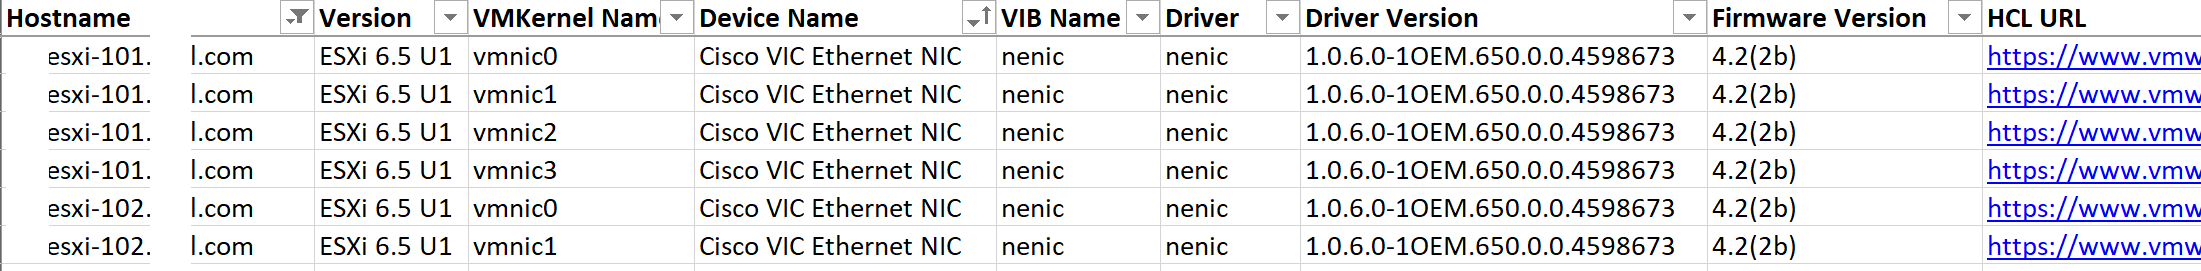 Hostname Version VMKernel Nam Device Name VIB Name Driver Driver Version Firmware Version HCL URL
esxi-101. l.com ESXi 6.5 U1 vmnic0 Cisco VIC Ethernet NIC nenic nenic 1.0.6.0-1OEM.650.0.0.4598673 4.2(2b) https://www.vmw
esxi-101. l.com ESXi 6.5 U1 vmnic1 Cisco VIC Ethernet NIC nenic nenic 1.0.6.0-1OEM.650.0.0.4598673 4.2(2b) https://www.vmw
esxi-101. l.com ESXi 6.5 U1 vmnic2 Cisco VIC Ethernet NIC nenic nenic 1.0.6.0-1OEM.650.0.0.4598673 4.2(2b) https://www.vmw
esxi-101. l.com ESXi 6.5 U1 vmnic3 Cisco VIC Ethernet NIC nenic nenic 1.0.6.0-1OEM.650.0.0.4598673 4.2(2b) https://www.vmw
esxi-102. l.com ESXi 6.5 U1 vmnic0 Cisco VIC Ethernet NIC nenic nenic 1.0.6.0-1OEM.650.0.0.4598673 4.2(2b) https://www.vmw
esxi-102. l.com ESXi 6.5 U1 vmnic1 Cisco VIC Ethernet NIC nenic nenic 1.0.6.0-1OEM.650.0.0.4598673 4.2(2b) https://www.vmw